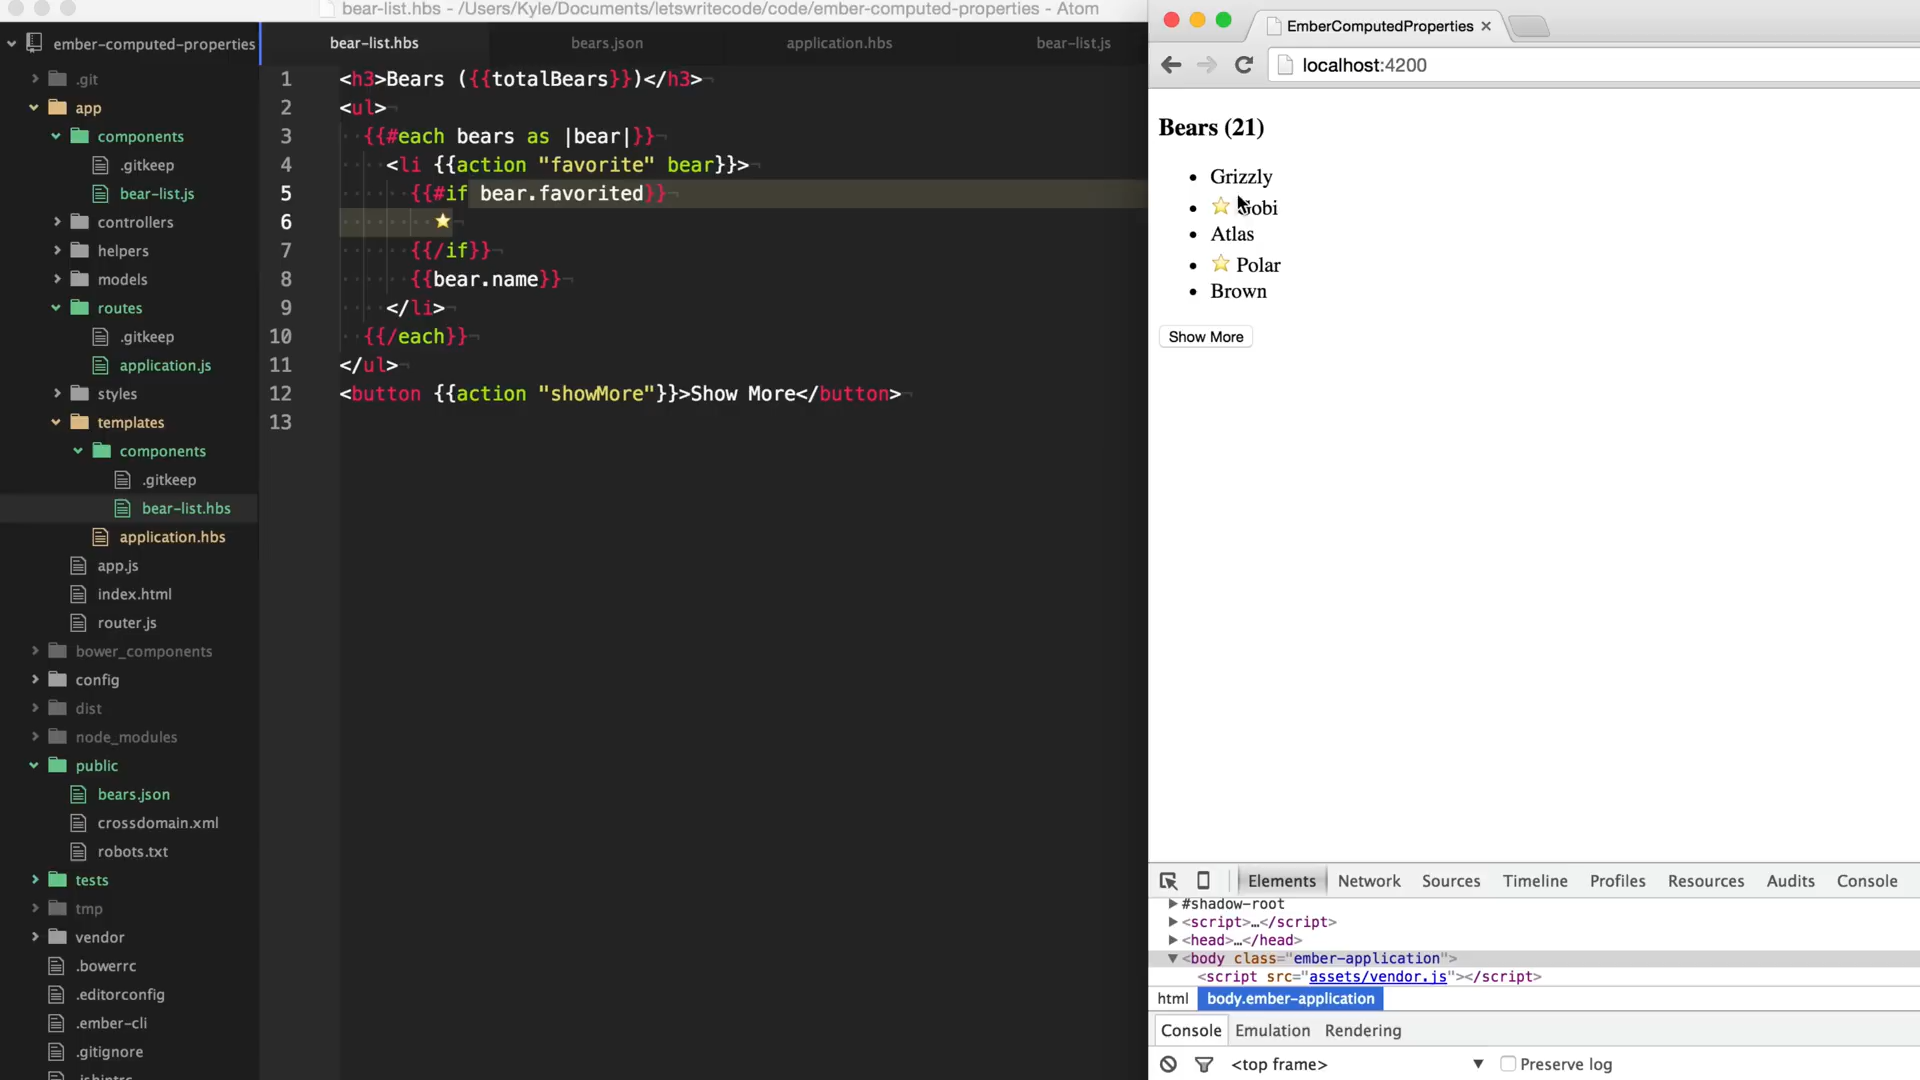 bear-list.hbs - /Users/Kyle/Documents/letswritecode/code/ember-computed-properties - Atom
ember-computed-properties
.git
app
components
.gitkeep
bear-list.js
controllers
helpers
models
routes
.gitkeep
application.js
styles
templates
components
.gitkeep
bear-list.hbs
application.hbs
app.js
index.html
router.js
bower_components
config
dist
node_modules
public
bears.json
crossdomain.xml
robots.txt
tests
tmp
vendor
.bowerrc
.editorconfig
.ember-cli
.gitignore
.jshintrc
bear-list.hbs bears.json application.hbs bear-list.js
1 <h3>Bears ({{totalBears}})</h3>
2 <ul>
3 {{#each bears as |bear|}}
4 <li {{action "favorite" bear}}>
5 {{#if bear.favorited}}
6 ⭐
7 {{/if}}
8 {{bear.name}}
9 </li>
10 {{/each}}
11 </ul>
12 <button {{action "showMore"}}>Show More</button>
13
EmberComputedProperties
localhost:4200
Bears (21)
• Grizzly
• ⭐ Gobi
• Atlas
• ⭐ Polar
• Brown
Show More
Elements Network Sources Timeline Profiles Resources Audits Console
▶#shadow-root
▶<script>…</script>
▶<head>…</head>
▼<body class="ember-application">
<script src="assets/vendor.js"></script>
html body.ember-application
Console Emulation Rendering
<top frame> ▼ Preserve log